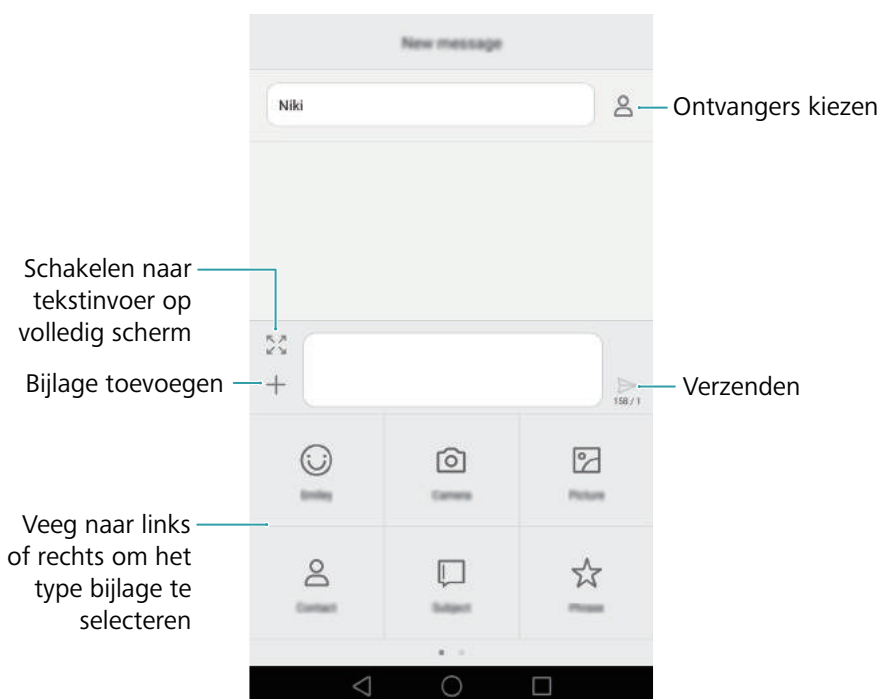 New message
Niki
Ontvangers kiezen
Schakelen naar
tekstinvoer op
volledig scherm
Bijlage toevoegen
Verzenden
158 / 1
Smiley
Camera
Picture
Veeg naar links
of rechts om het
type bijlage te
selecteren
Contact
Subject
Phrase